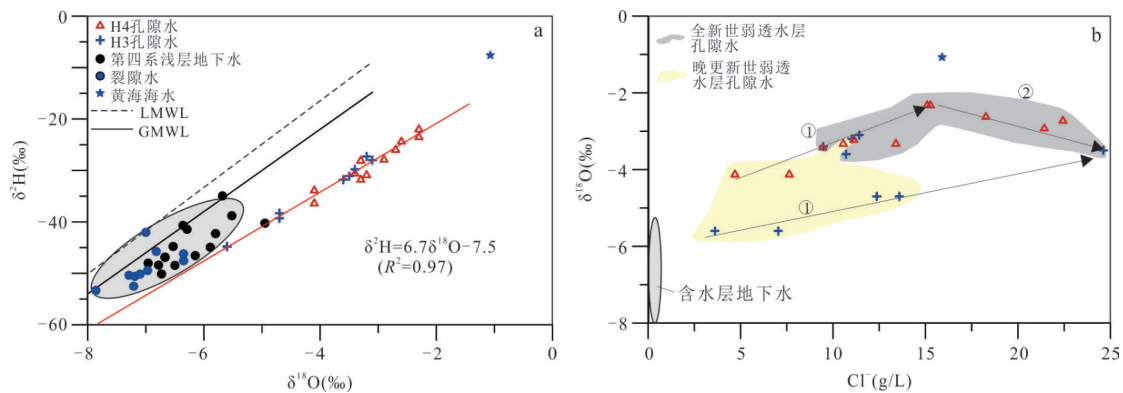 0
−20
−40
−60
δ²H(‰)
−8
−6
−4
−2
0
δ¹⁸O(‰)
a
H4孔隙水
H3孔隙水
第四系浅层地下水
裂隙水
黄海海水
LMWL
GMWL
δ²H=6.7δ¹⁸O−7.5
(R²=0.97)
0
−2
−4
−6
−8
δ¹⁸O(‰)
0
5
10
15
20
25
Cl⁻(g/L)
b
全新世弱透水层
孔隙水
晚更新世弱透
水层孔隙水
①
②
①
含水层地下水